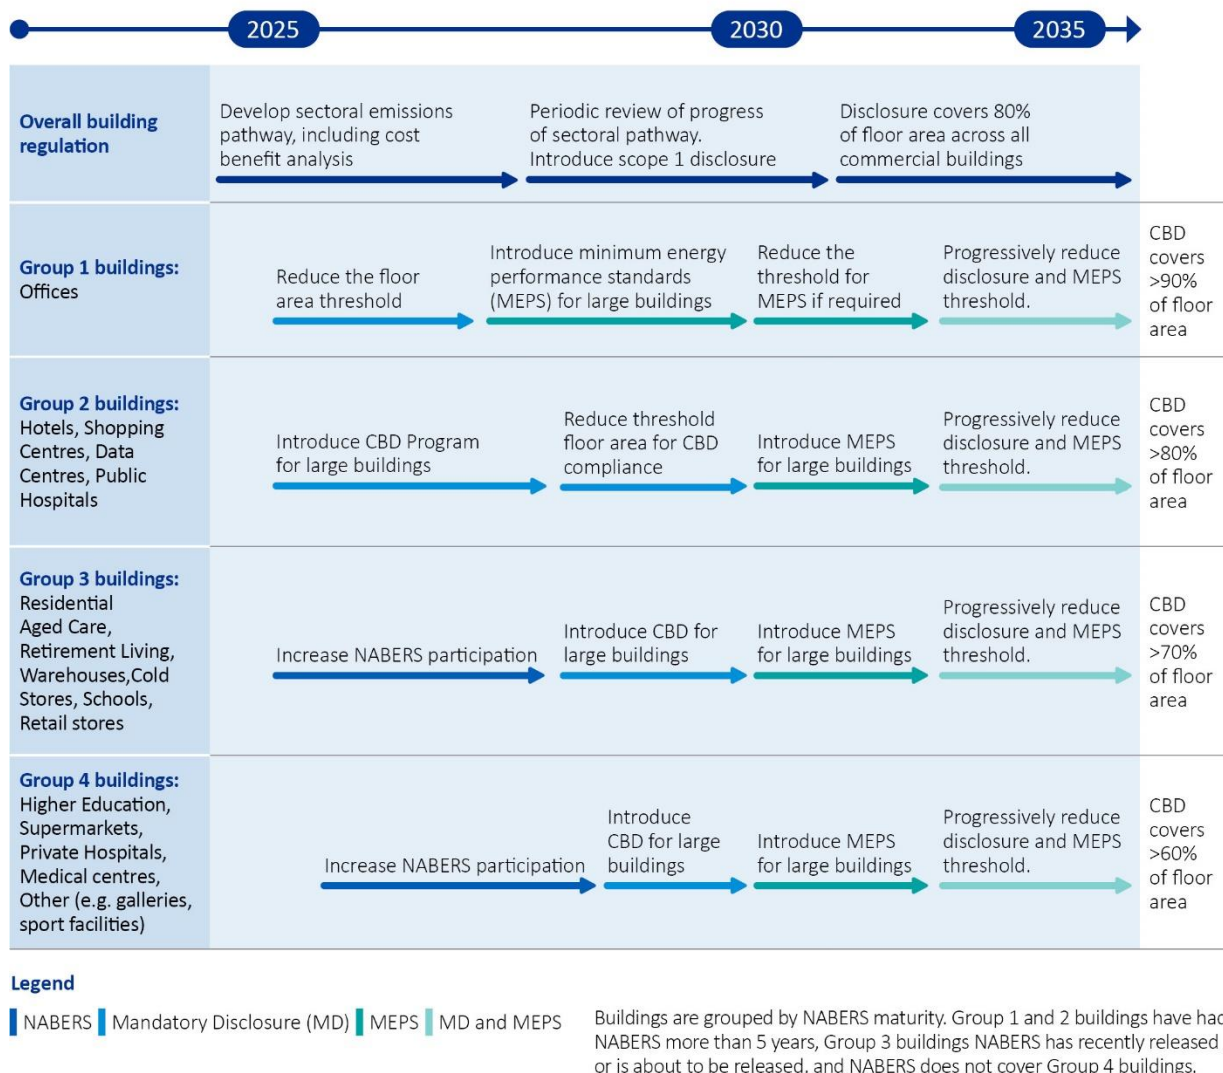 2025
2030
2035
Overall building
regulation
Develop sectoral emissions
pathway, including cost
benefit analysis
Periodic review of progress
of sectoral pathway.
Introduce scope 1 disclosure
Disclosure covers 80%
of floor area across all
commercial buildings
Group 1 buildings:
Offices
Reduce the floor
area threshold
Introduce minimum energy
performance standards
(MEPS) for large buildings
Reduce the
threshold for
MEPS if required
Progressively reduce
disclosure and MEPS
threshold.
CBD
covers
>90%
of floor
area
Group 2 buildings:
Hotels, Shopping
Centres, Data
Centres, Public
Hospitals
Introduce CBD Program
for large buildings
Reduce threshold
floor area for CBD
compliance
Introduce MEPS
for large buildings
Progressively reduce
disclosure and MEPS
threshold.
CBD
covers
>80%
of floor
area
Group 3 buildings:
Residential
Aged Care,
Retirement Living,
Warehouses,Cold
Stores, Schools,
Retail stores
Increase NABERS participation
Introduce CBD for
large buildings
Introduce MEPS
for large buildings
Progressively reduce
disclosure and MEPS
threshold.
CBD
covers
>70%
of floor
area
Group 4 buildings:
Higher Education,
Supermarkets,
Private Hospitals,
Medical centres,
Other (e.g. galleries,
sport facilities)
Increase NABERS participation
Introduce
CBD for large
buildings
Introduce MEPS
for large buildings
Progressively reduce
disclosure and MEPS
threshold.
CBD
covers
>60%
of floor
area
Legend
NABERS
Mandatory Disclosure (MD)
MEPS
MD and MEPS
Buildings are grouped by NABERS maturity. Group 1 and 2 buildings have had
NABERS more than 5 years, Group 3 buildings NABERS has recently released
or is about to be released, and NABERS does not cover Group 4 buildings.